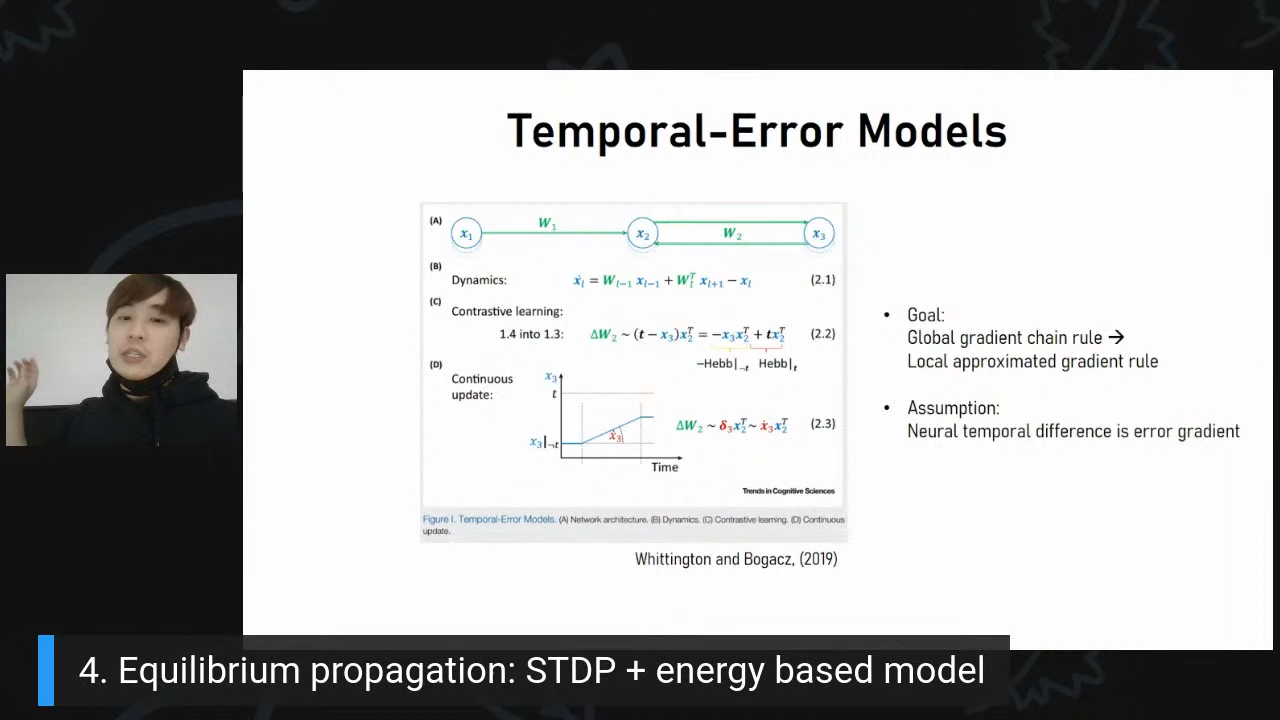 Temporal-Error Models
(A)
x₁ W₁ x₂ W₂ x₃
(B)
Dynamics: ẋₗ = Wₗ₋₁ xₗ₋₁ + Wₗᵀ xₗ₊₁ − xₗ (2.1)
(C)
Contrastive learning:
1.4 into 1.3: ΔW₂ ~ (t − x₃)x₂ᵀ = −x₃x₂ᵀ + tx₂ᵀ (2.2)
−Hebb|¬t Hebb|t
(D)
Continuous
update:
x₃
t
ẋ₃
x₃|¬t
Time
ΔW₂ ~ δ₃x₂ᵀ ~ ẋ₃x₂ᵀ (2.3)
Trends in Cognitive Sciences
Figure I. Temporal-Error Models. (A) Network architecture. (B) Dynamics. (C) Contrastive learning. (D) Continuous
update.
Whittington and Bogacz, (2019)
• Goal:
Global gradient chain rule →
Local approximated gradient rule
• Assumption:
Neural temporal difference is error gradient
4. Equilibrium propagation: STDP + energy based model